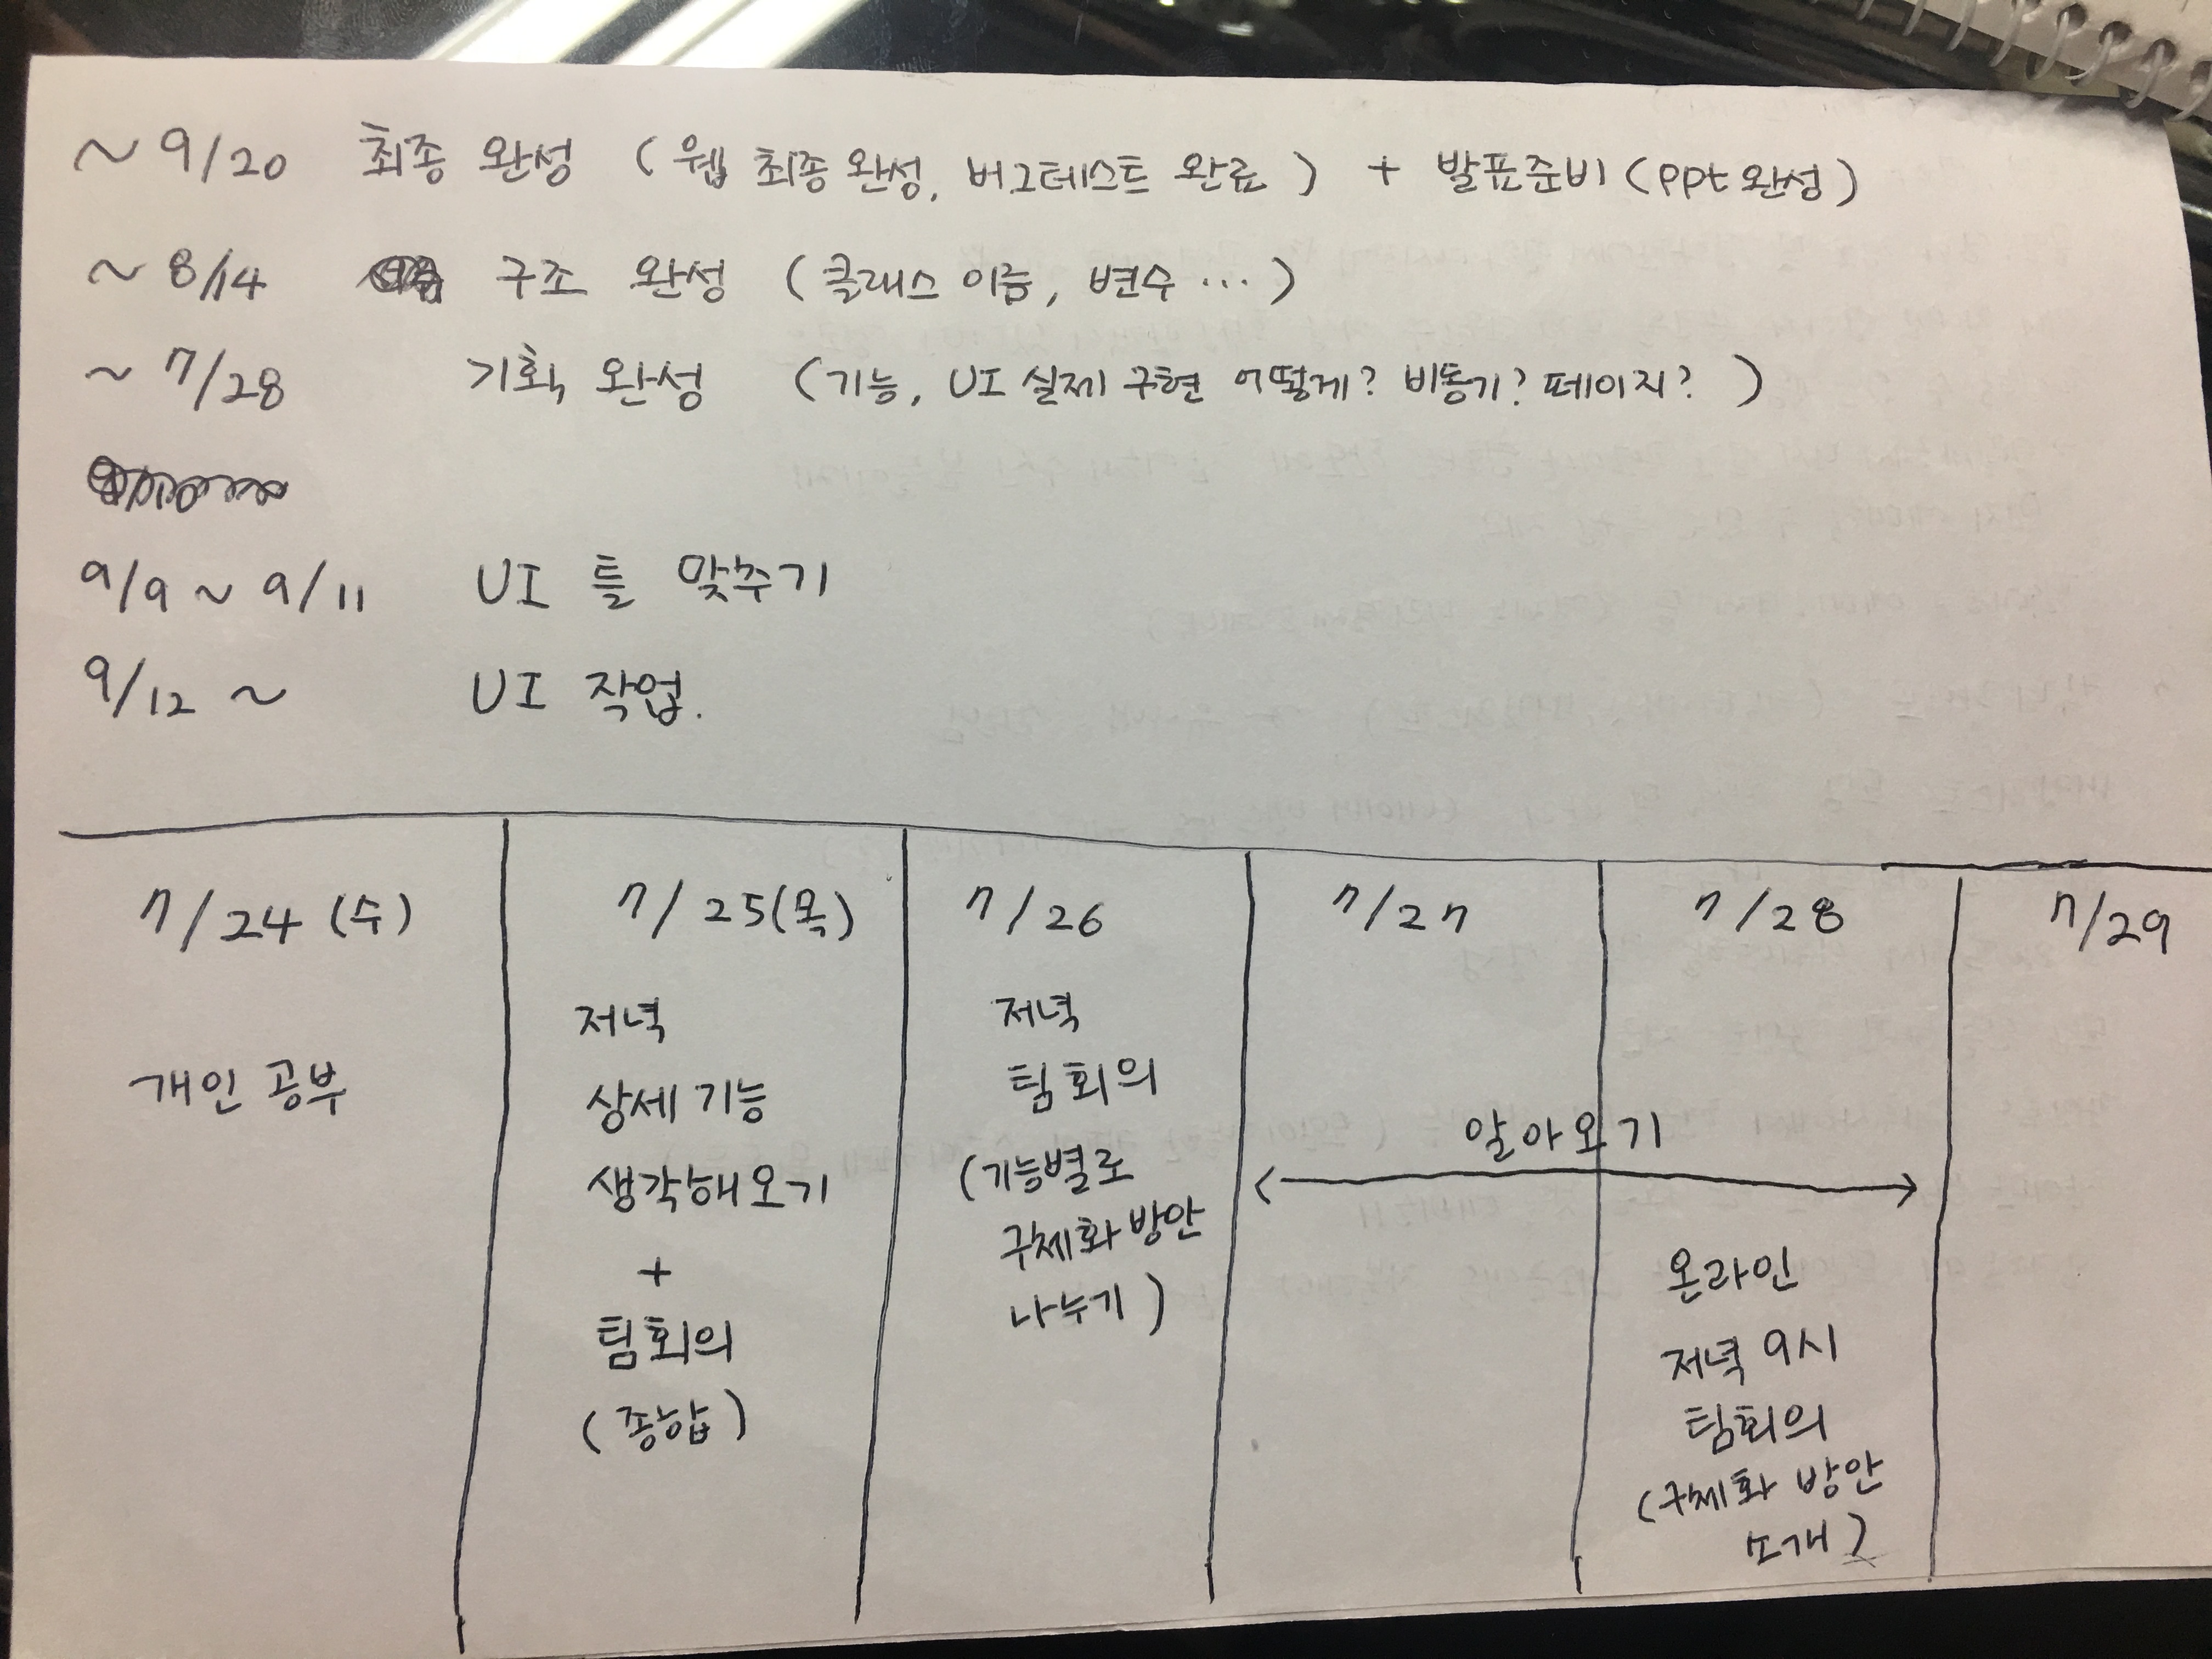 ~ 9/20 최종 완성 (웹 최종 완성, 버그테스트 완료) + 발표준비 (ppt 완성)
~ 8/14 구조 완성 (클래스 이름, 변수 ...)
~ 7/28 기획 완성 (기능, UI 실제 구현 어떻게? 비동기? 페이지?)
9/9 ~ 9/11 UI 틀 맞추기
9/12 ~ UI 작업.
7/24 (수)
개인 공부
7/25(목)
저녁
상세 기능
생각해오기
+
팀회의
(종합)
7/26
저녁
팀회의
(기능별로
구체화 방안
나누기)
7/27
알아오기
7/28
온라인
저녁 9시
팀회의
(구체화 방안
소개)
7/29